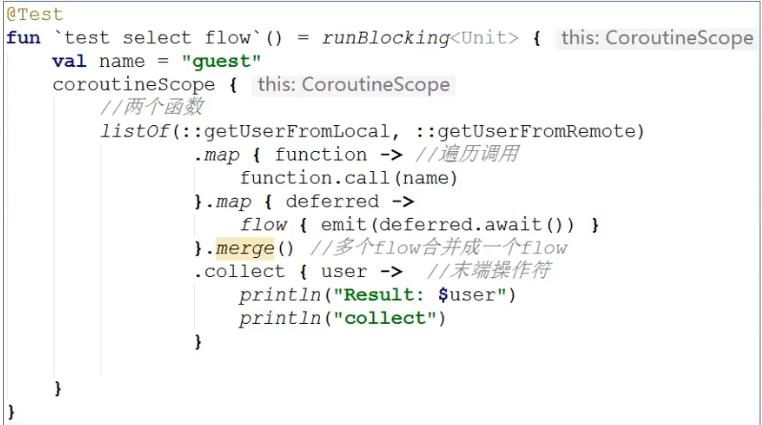 @Test
fun `test select flow`() = runBlocking<Unit> { this: CoroutineScope
    val name = "guest"
    coroutineScope { this: CoroutineScope
        //两个函数
        listOf(::getUserFromLocal, ::getUserFromRemote)
                .map { function -> //遍历调用
                    function.call(name)
                }.map { deferred ->
                    flow { emit(deferred.await()) }
                }.merge() //多个flow合并成一个flow
                .collect { user ->  //末端操作符
                    println("Result: $user")
                    println("collect")
                }
    }
}